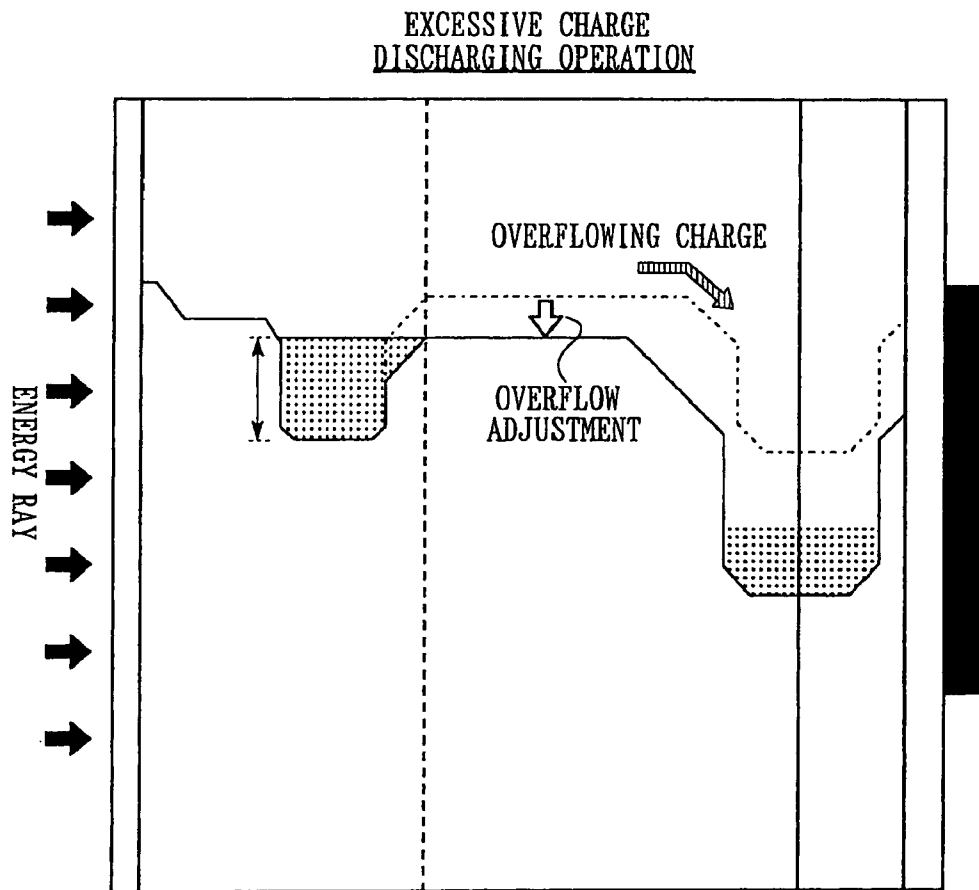 EXCESSIVE CHARGE
DISCHARGING OPERATION
OVERFLOWING CHARGE
OVERFLOW
ADJUSTMENT
ENERGY RAY